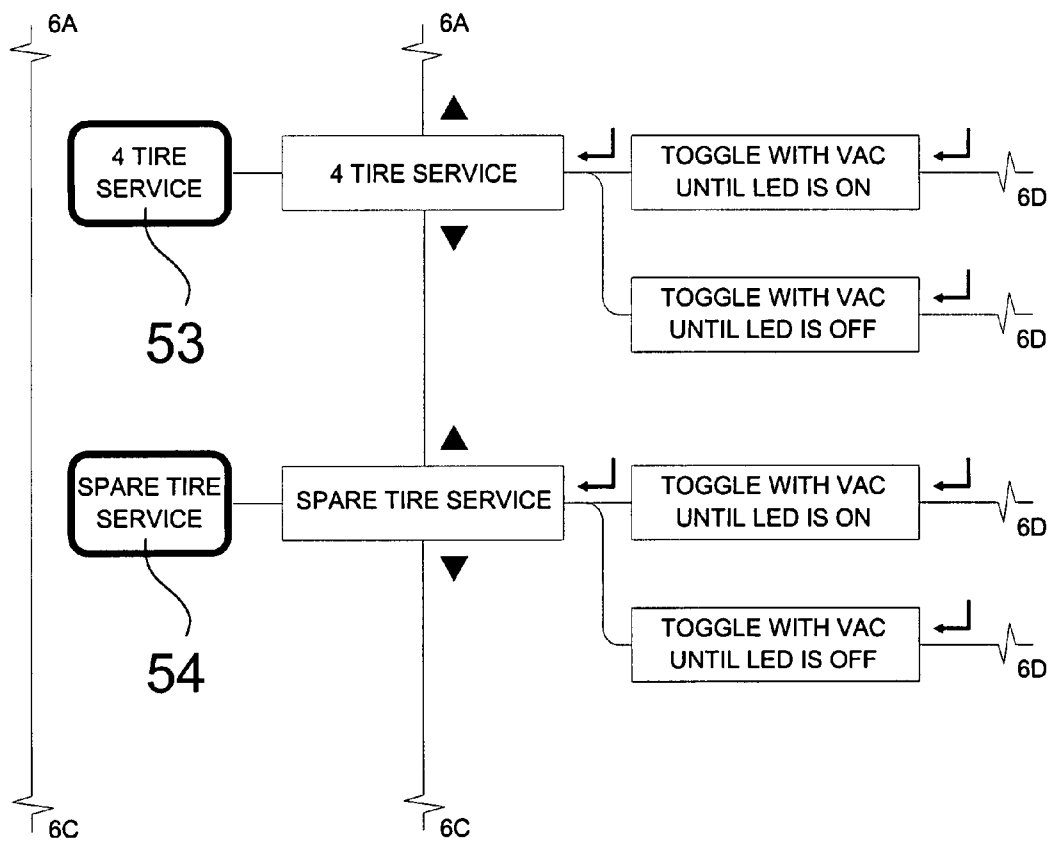 6A
6A
4 TIRE
SERVICE
4 TIRE SERVICE
TOGGLE WITH VAC
UNTIL LED IS ON
6D
53
TOGGLE WITH VAC
UNTIL LED IS OFF
6D
SPARE TIRE
SERVICE
SPARE TIRE SERVICE
TOGGLE WITH VAC
UNTIL LED IS ON
6D
54
TOGGLE WITH VAC
UNTIL LED IS OFF
6D
6C
6C